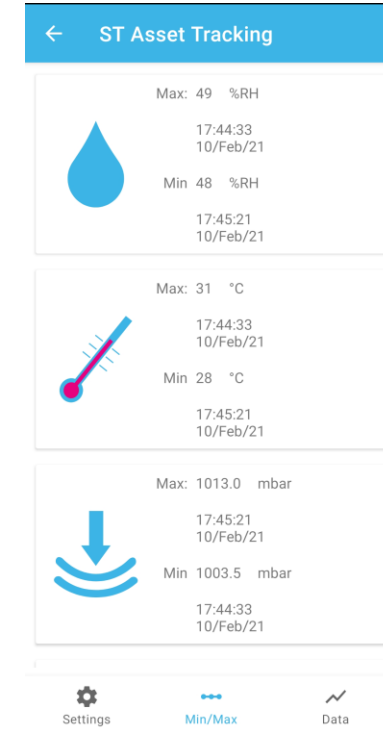 ST Asset Tracking
Max: 49 %RH
17:44:33
10/Feb/21
Min 48 %RH
17:45:21
10/Feb/21
Max: 31 °C
17:44:33
10/Feb/21
Min 28 °C
17:45:21
10/Feb/21
Max: 1013.0 mbar
17:45:21
10/Feb/21
Min 1003.5 mbar
17:44:33
10/Feb/21
Settings Min/Max Data